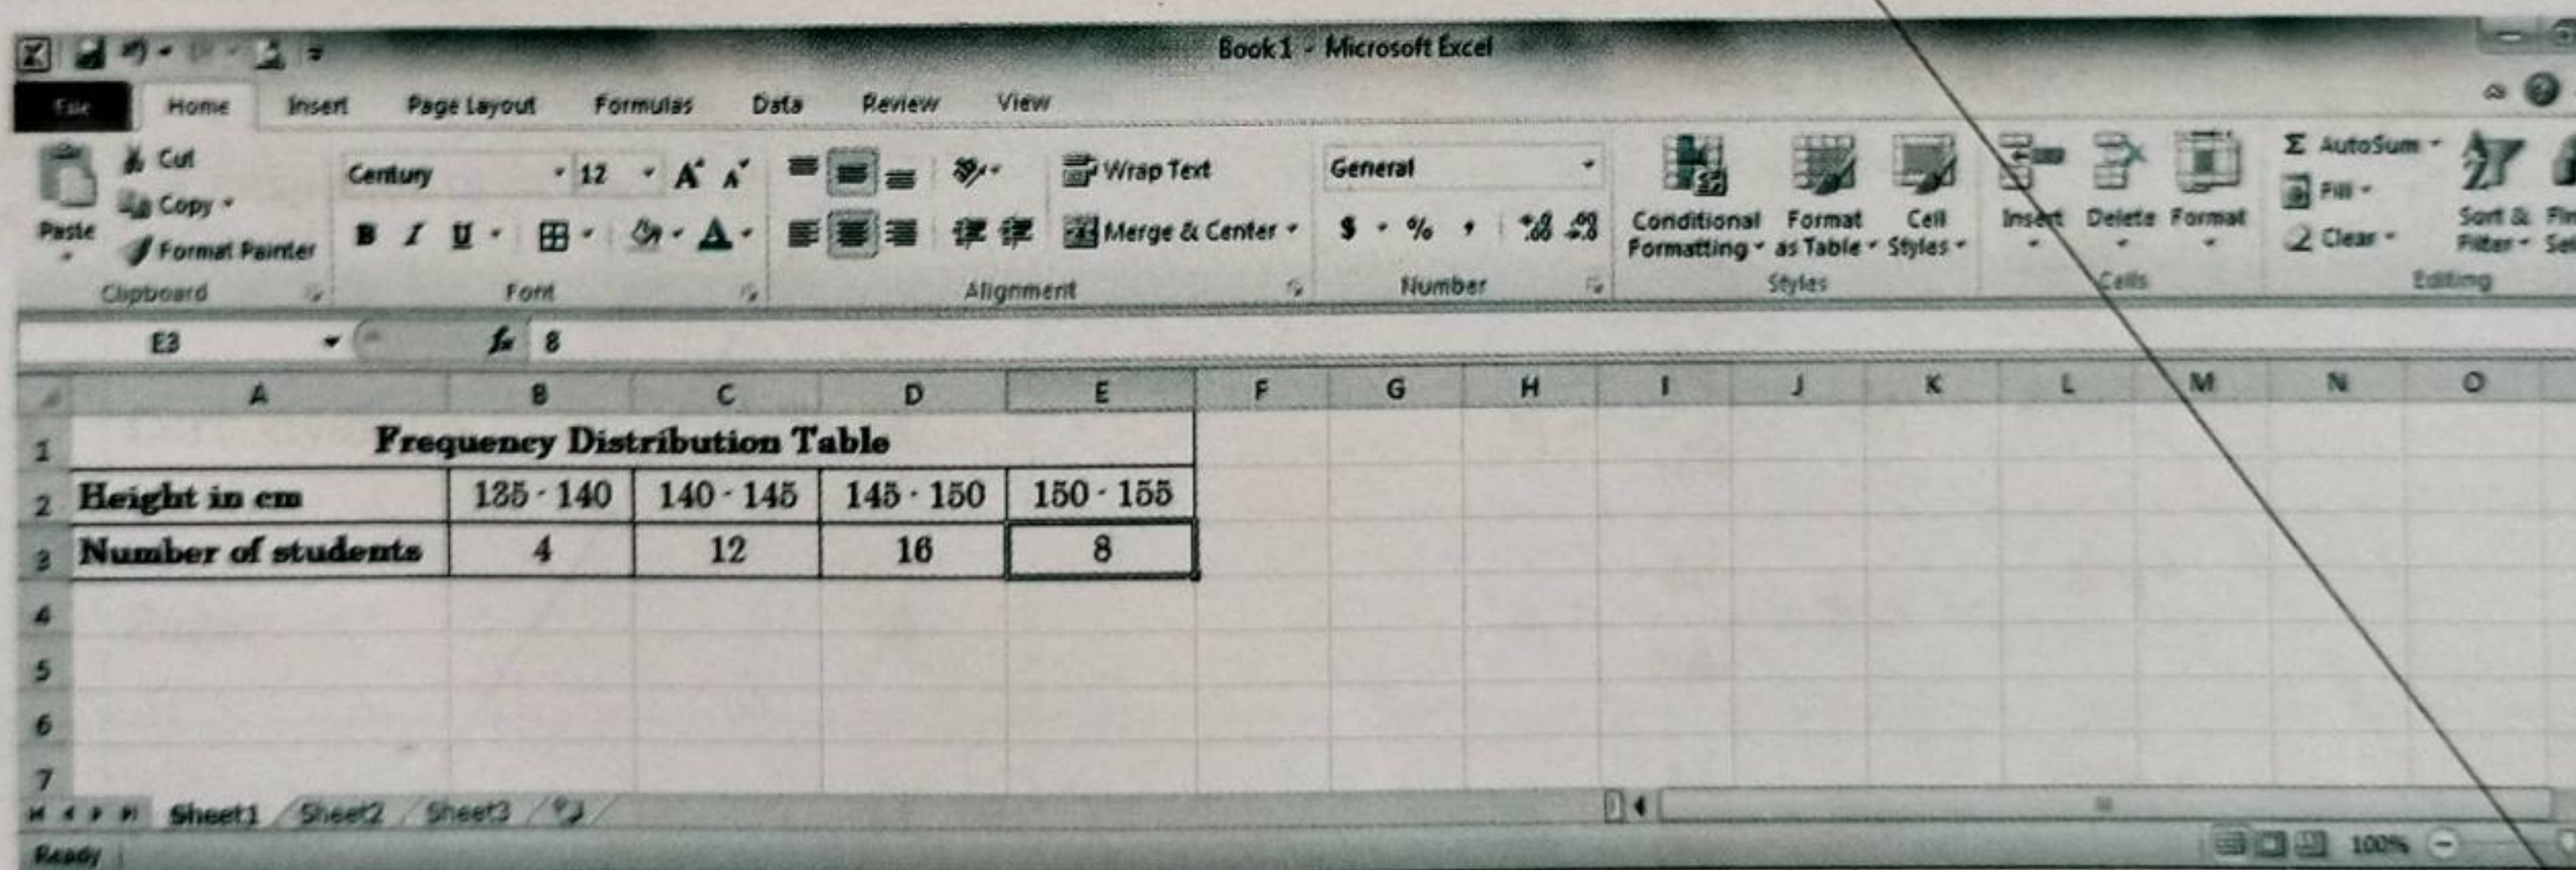 Book1 - Microsoft Excel
File Home Insert Page Layout Formulas Data Review View
Cut
Copy
Format Painter
Paste
Clipboard
Century 12 A A
B I U A
Font
Wrap Text
Merge & Center
Alignment
General
$ % ,
Number
Conditional Formatting
Format as Table
Cell Styles
Styles
Insert Delete Format
Cells
Σ AutoSum
Fill
Clear
Sort &
Filter
Editing
E3 fx 8
A B C D E F G H I J K L M N O
1 Frequency Distribution Table
2 Height in cm 135 - 140 140 - 145 145 - 150 150 - 155
3 Number of students 4 12 16 8
4
5
6
7
Sheet1 Sheet2 Sheet3
Ready 100%